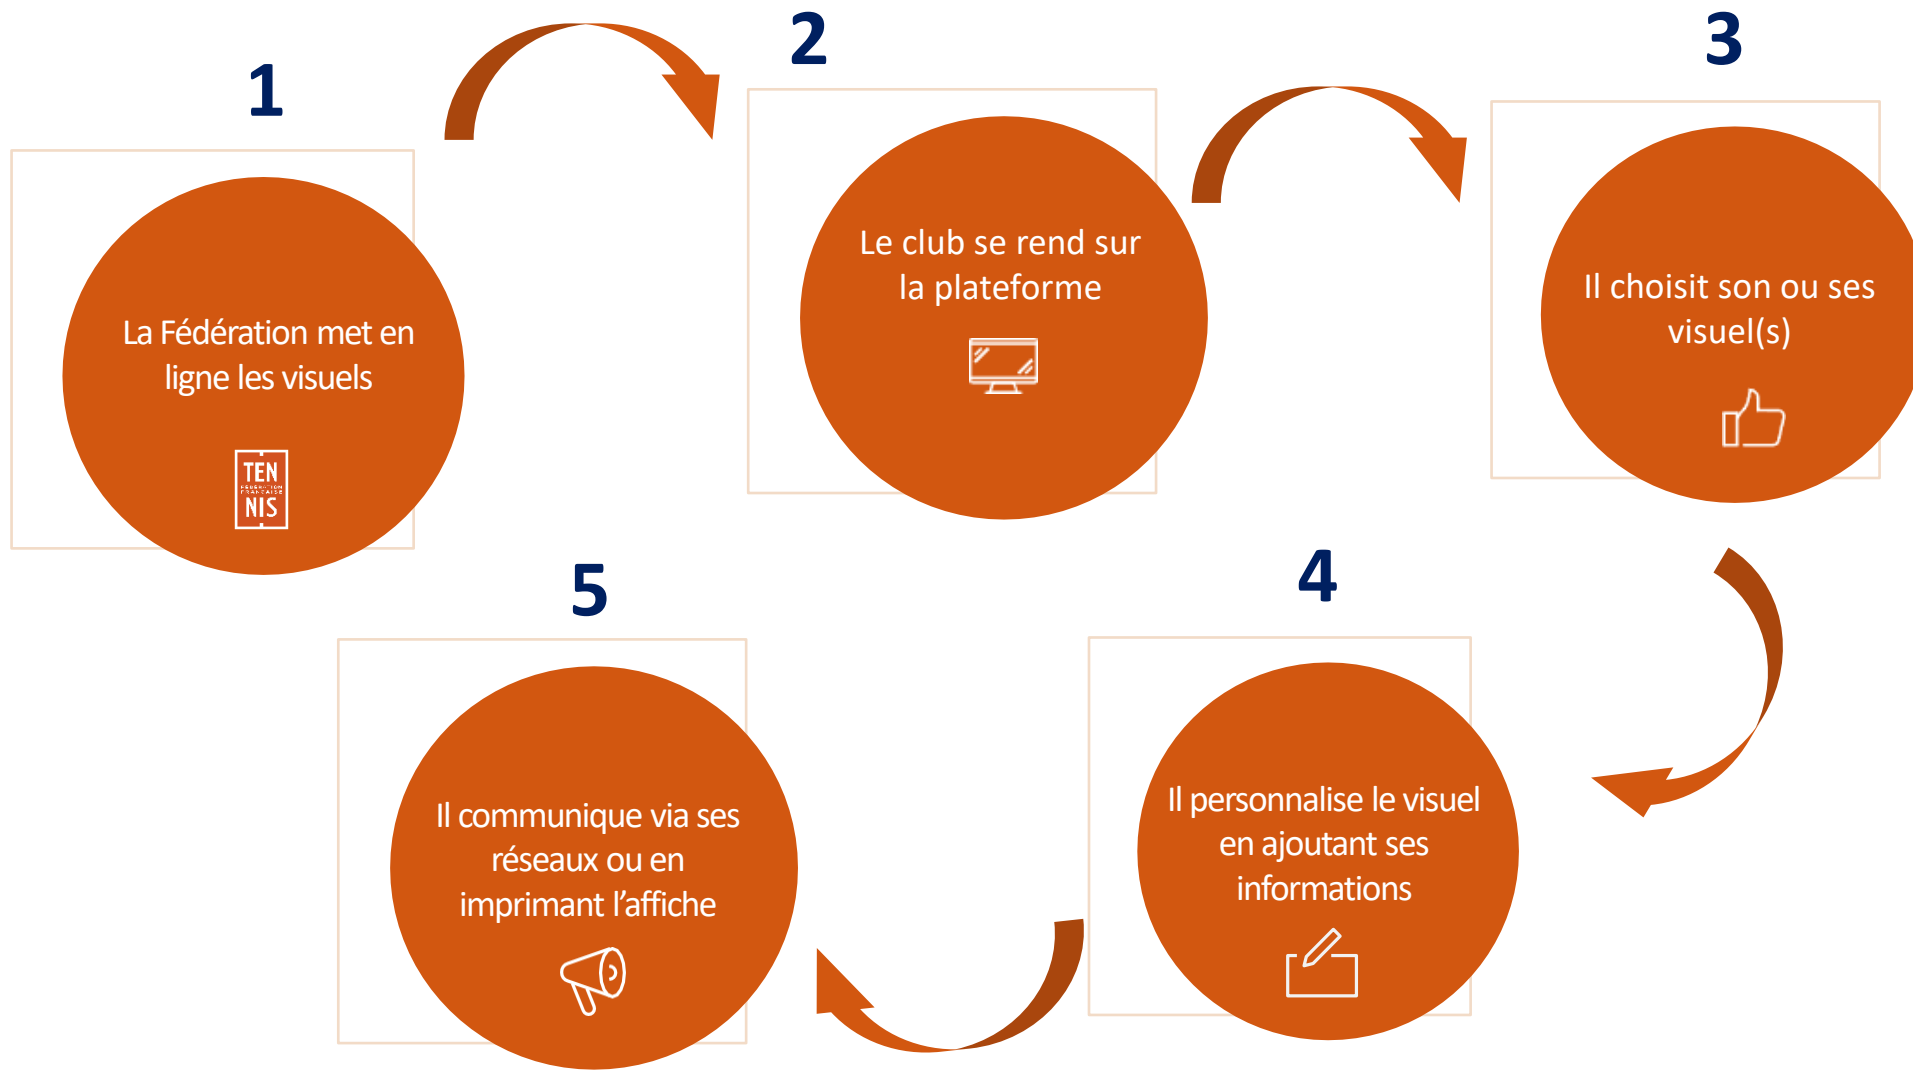 1
La Fédération met en
ligne les visuels
TEN
FEDERATION
FRANCAISE
NIS
2
Le club se rend sur
la plateforme
3
Il choisit son ou ses
visuel(s)
4
Il personnalise le visuel
en ajoutant ses
informations
5
Il communique via ses
réseaux ou en
imprimant l’affiche